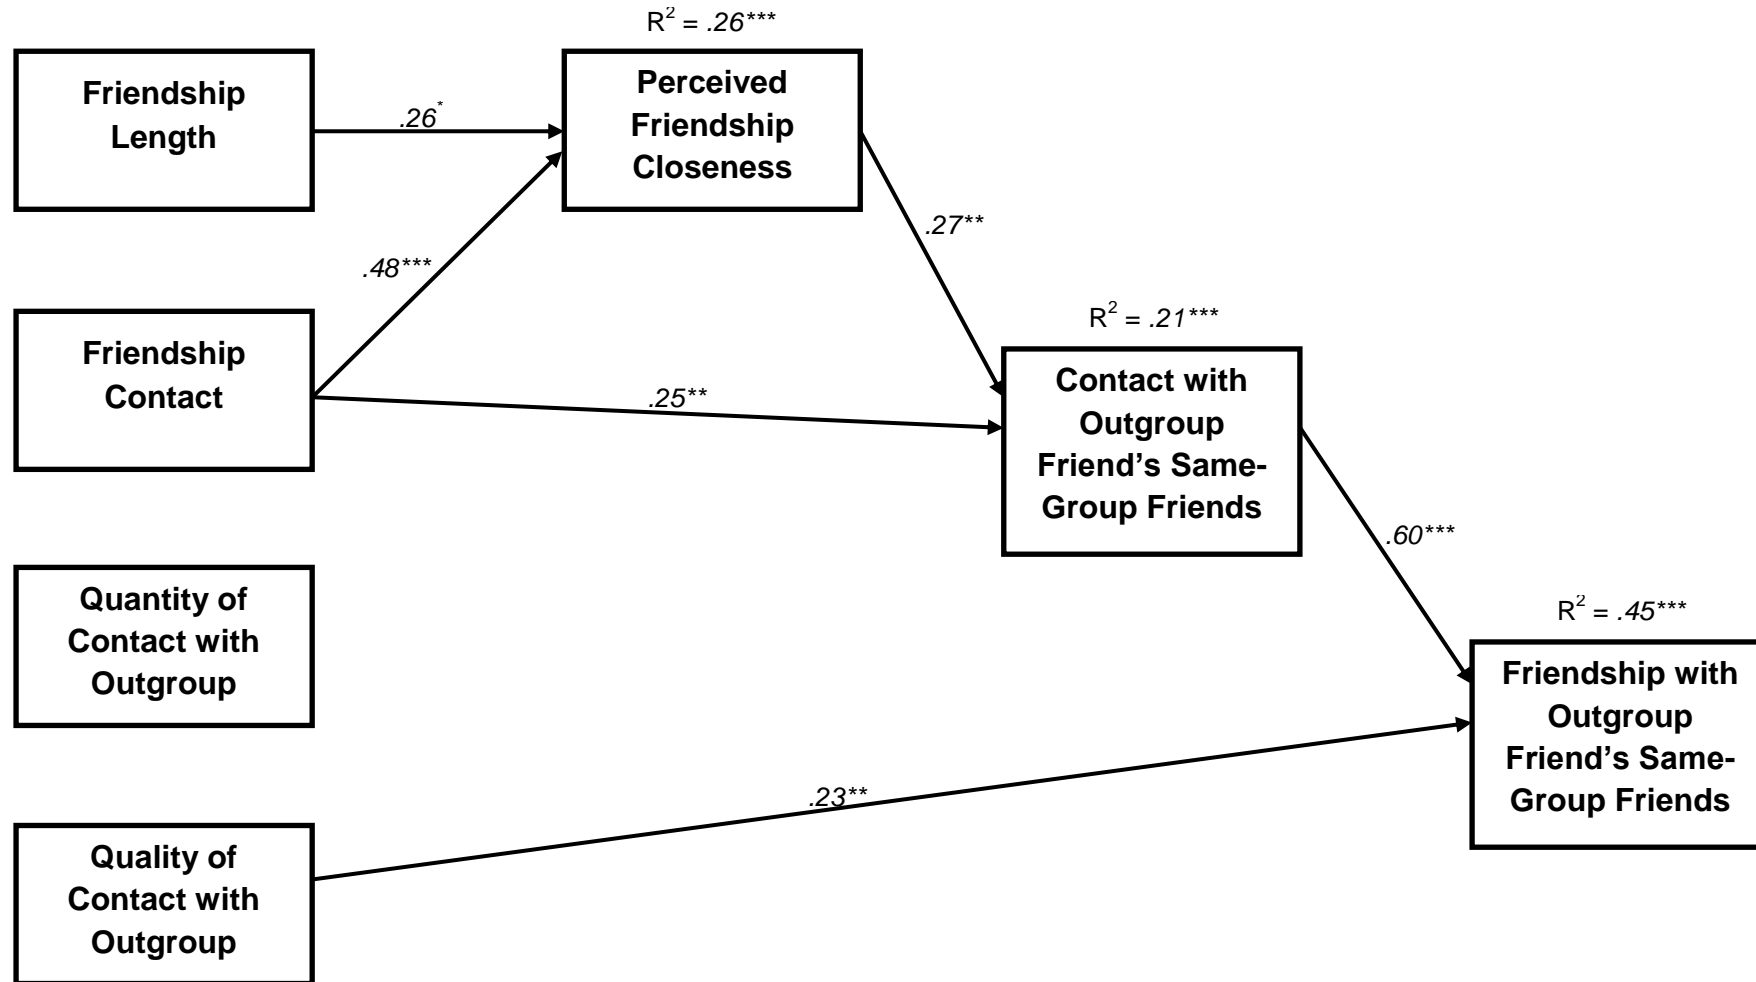 R² = .26***
Friendship
Length
.26*
Perceived
Friendship
Closeness
.27**
.48***
R² = .21***
Friendship
Contact
.25**
Contact with
Outgroup
Friend’s Same-
Group Friends
.60***
Quantity of
Contact with
Outgroup
R² = .45***
Friendship with
Outgroup
Friend’s Same-
Group Friends
.23**
Quality of
Contact with
Outgroup